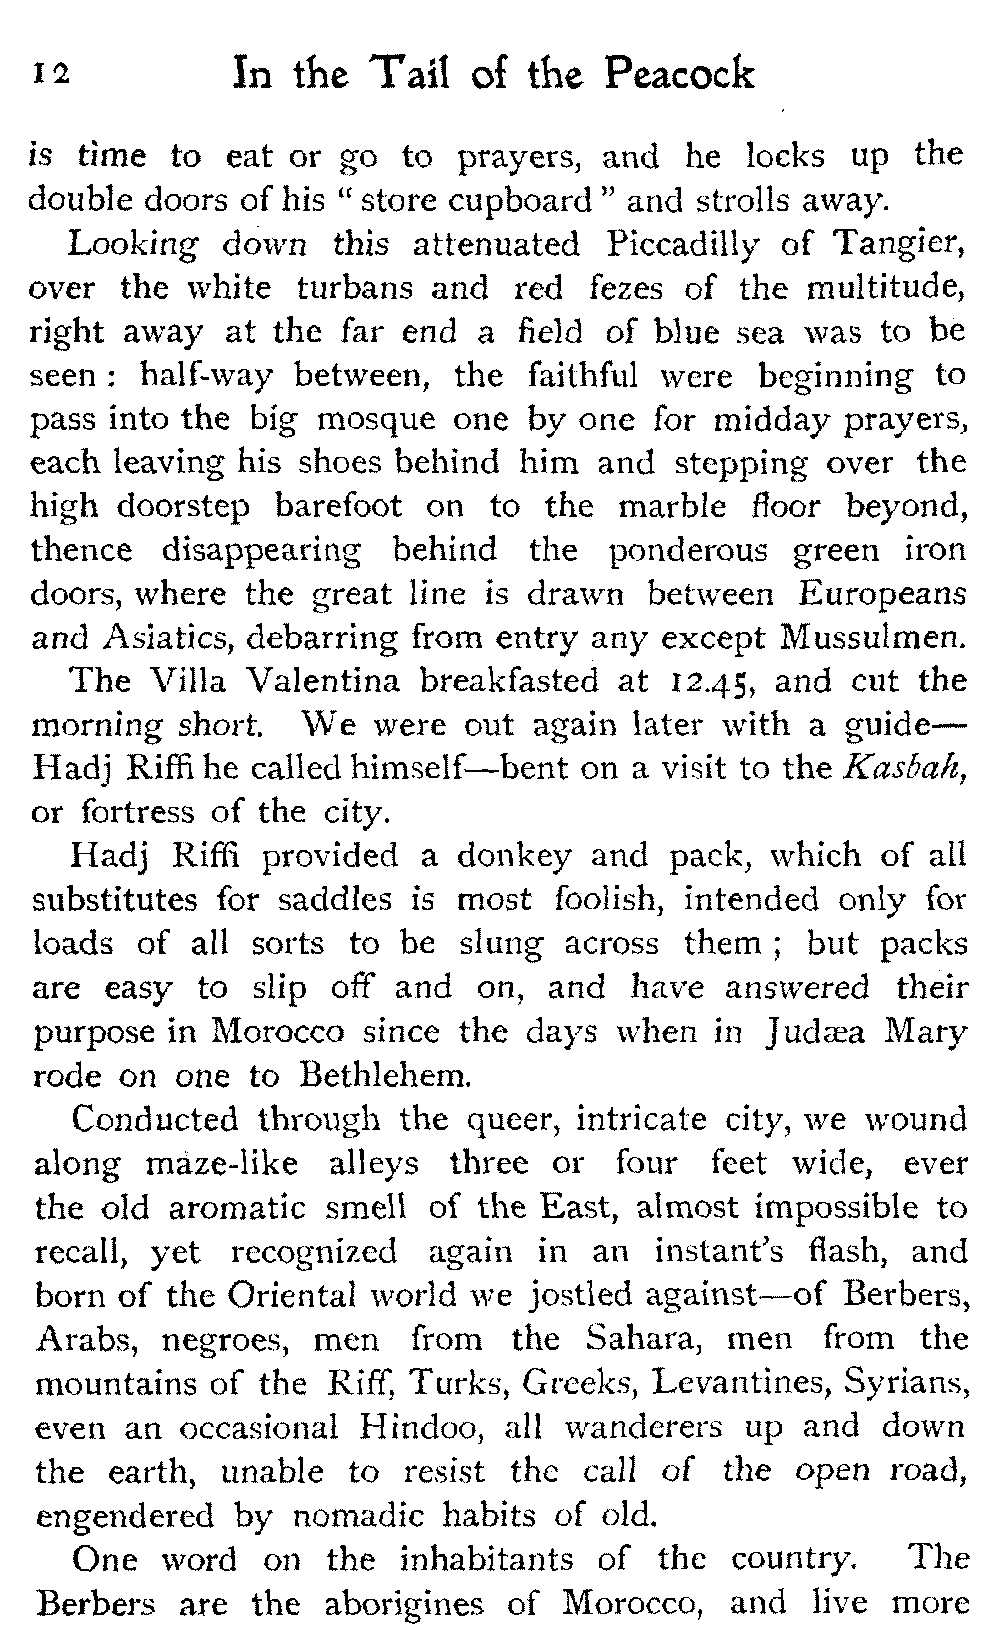 12 In the Tail of the Peacock
is time to eat or go to prayers, and he locks up the
double doors of his “ store cupboard ” and strolls away.
Looking down this attenuated Piccadilly of Tangier,
over the white turbans and red fezes of the multitude,
right away at the far end a field of blue sea was to be
seen : half-way between, the faithful were beginning to
pass into the big mosque one by one for midday prayers,
each leaving his shoes behind him and stepping over the
high doorstep barefoot on to the marble floor beyond,
thence disappearing behind the ponderous green iron
doors, where the great line is drawn between Europeans
and Asiatics, debarring from entry any except Mussulmen.
The Villa Valentina breakfasted at 12.45, and cut the
morning short. We were out again later with a guide—
Hadj Riffi he called himself—bent on a visit to the Kasbah,
or fortress of the city.
Hadj Riffi provided a donkey and pack, which of all
substitutes for saddles is most foolish, intended only for
loads of all sorts to be slung across them ; but packs
are easy to slip off and on, and have answered their
purpose in Morocco since the days when in Judæa Mary
rode on one to Bethlehem.
Conducted through the queer, intricate city, we wound
along maze-like alleys three or four feet wide, ever
the old aromatic smell of the East, almost impossible to
recall, yet recognized again in an instant’s flash, and
born of the Oriental world we jostled against—of Berbers,
Arabs, negroes, men from the Sahara, men from the
mountains of the Riff, Turks, Greeks, Levantines, Syrians,
even an occasional Hindoo, all wanderers up and down
the earth, unable to resist the call of the open road,
engendered by nomadic habits of old.
One word on the inhabitants of the country. The
Berbers are the aborigines of Morocco, and live more